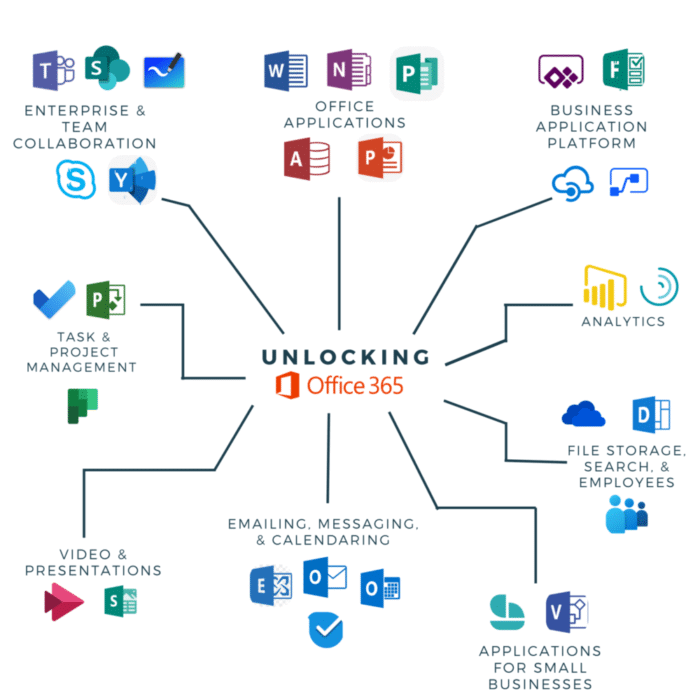 T
S
W
N
P
F
ENTERPRISE &
TEAM
COLLABORATION
OFFICE
APPLICATIONS
BUSINESS
APPLICATION
PLATFORM
S
Y
A
P
P
TASK &
PROJECT
MANAGEMENT
ANALYTICS
UNLOCKING
Office 365
D
FILE STORAGE,
SEARCH, &
EMPLOYEES
VIDEO &
PRESENTATIONS
S
EMAILING, MESSAGING,
& CALENDARING
E
O
O
V
APPLICATIONS
FOR SMALL
BUSINESSES